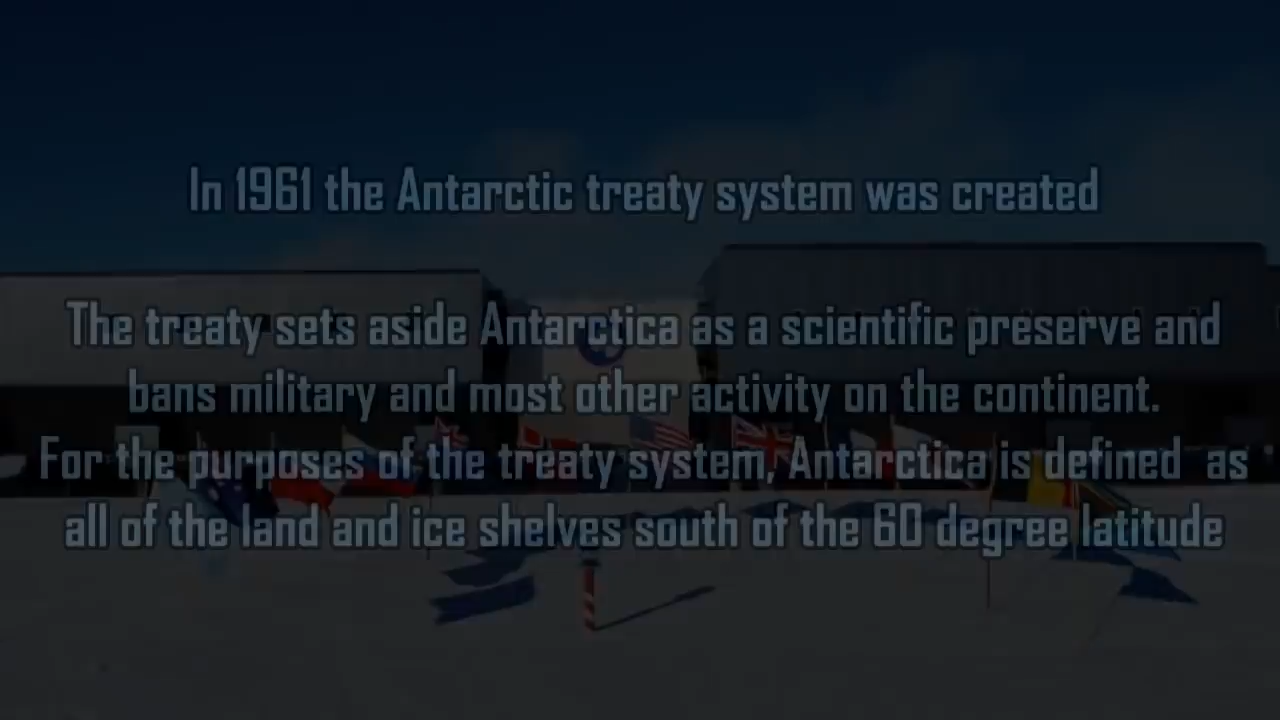 In 1961 the Antarctic treaty system was created
The treaty sets aside Antarctica as a scientific preserve and
bans military and most other activity on the continent.
For the purposes of the treaty system, Antarctica is defined as
all of the land and ice shelves south of the 60 degree latitude